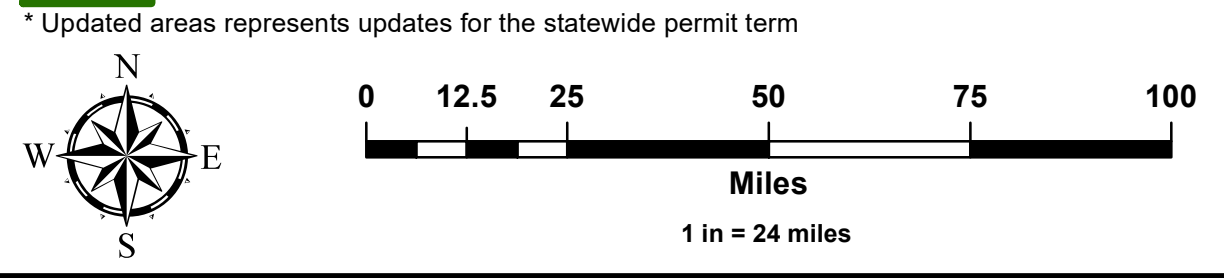 * Updated areas represents updates for the statewide permit term
N
W E
S
0 12.5 25 50 75 100
Miles
1 in = 24 miles